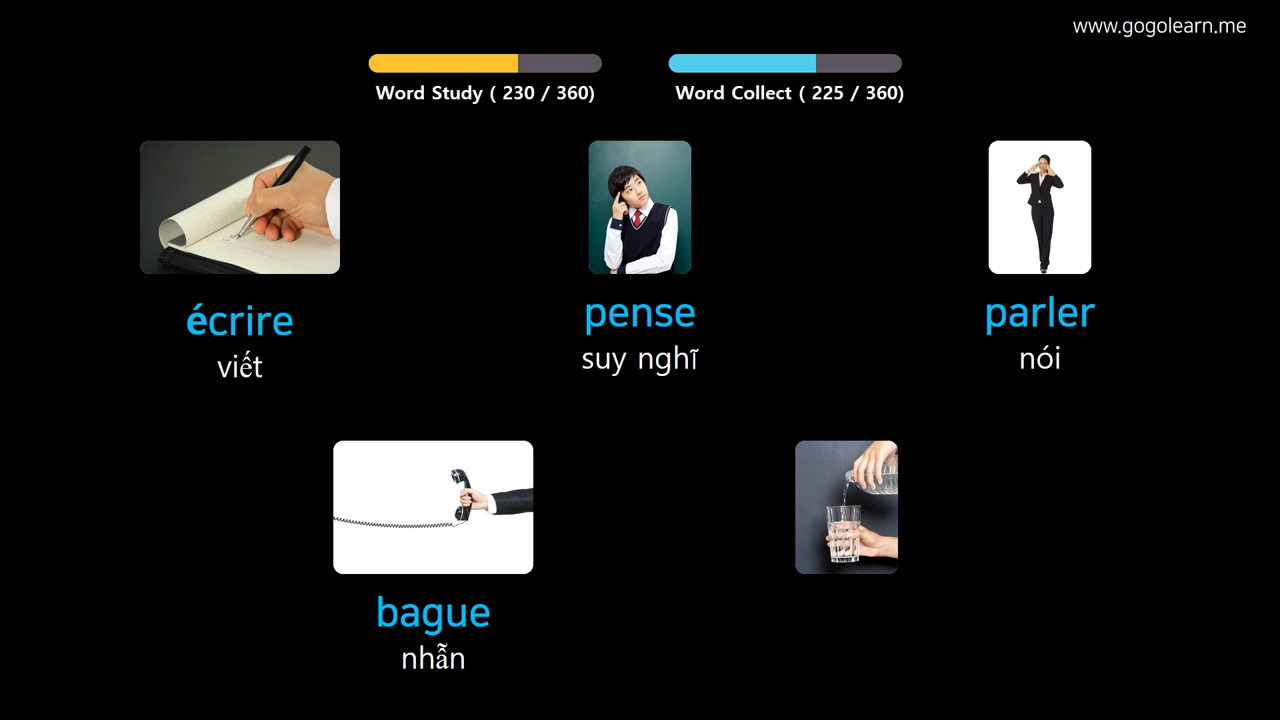 www.gogolearn.me
Word Study ( 230 / 360)
Word Collect ( 225 / 360)
écrire
viết
pense
suy nghĩ
parler
nói
bague
nhẫn